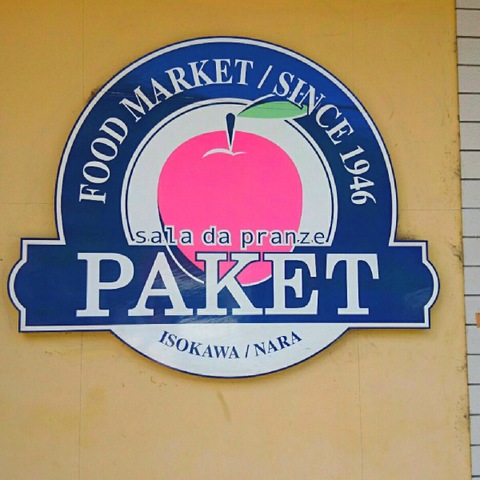 FOOD MARKET / SINCE 1946
sala da pranze
PAKET
ISOKAWA / NARA